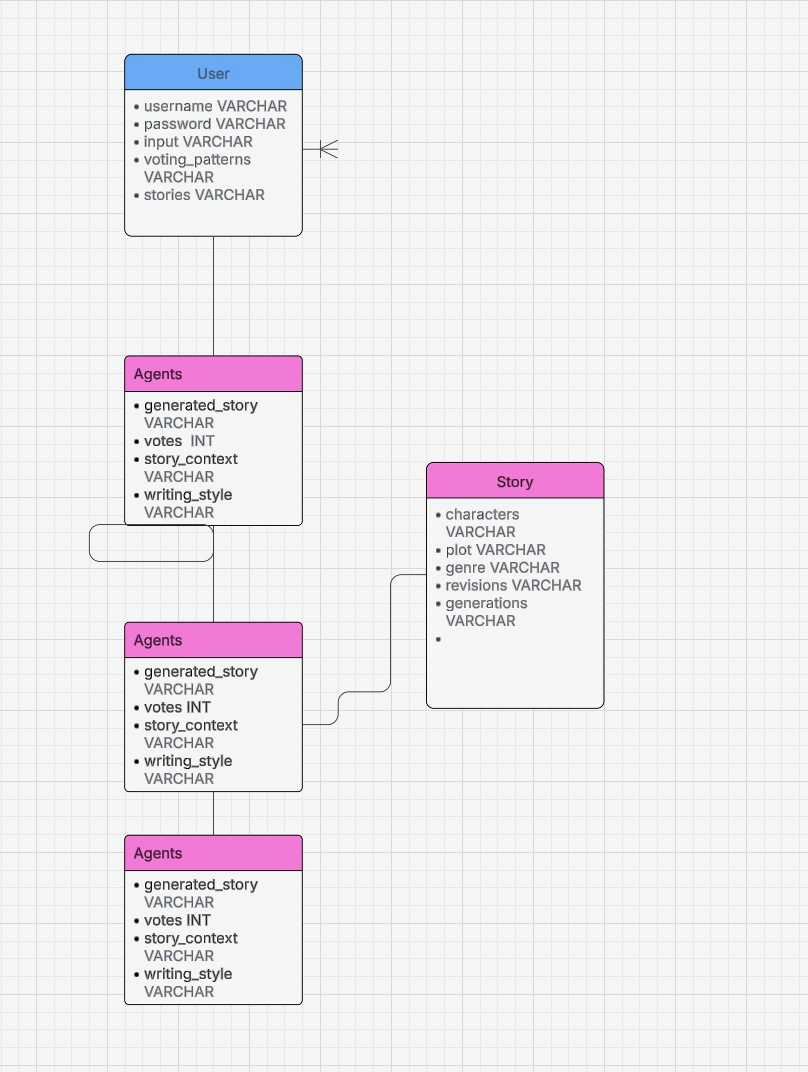 User
• username VARCHAR
• password VARCHAR
• input VARCHAR
• voting_patterns
VARCHAR
• stories VARCHAR
Agents
• generated_story
VARCHAR
• votes  INT
• story_context
VARCHAR
• writing_style
VARCHAR
Story
• characters
VARCHAR
• plot VARCHAR
• genre VARCHAR
• revisions VARCHAR
• generations
VARCHAR
•
Agents
• generated_story
VARCHAR
• votes INT
• story_context
VARCHAR
• writing_style
VARCHAR
Agents
• generated_story
VARCHAR
• votes INT
• story_context
VARCHAR
• writing_style
VARCHAR